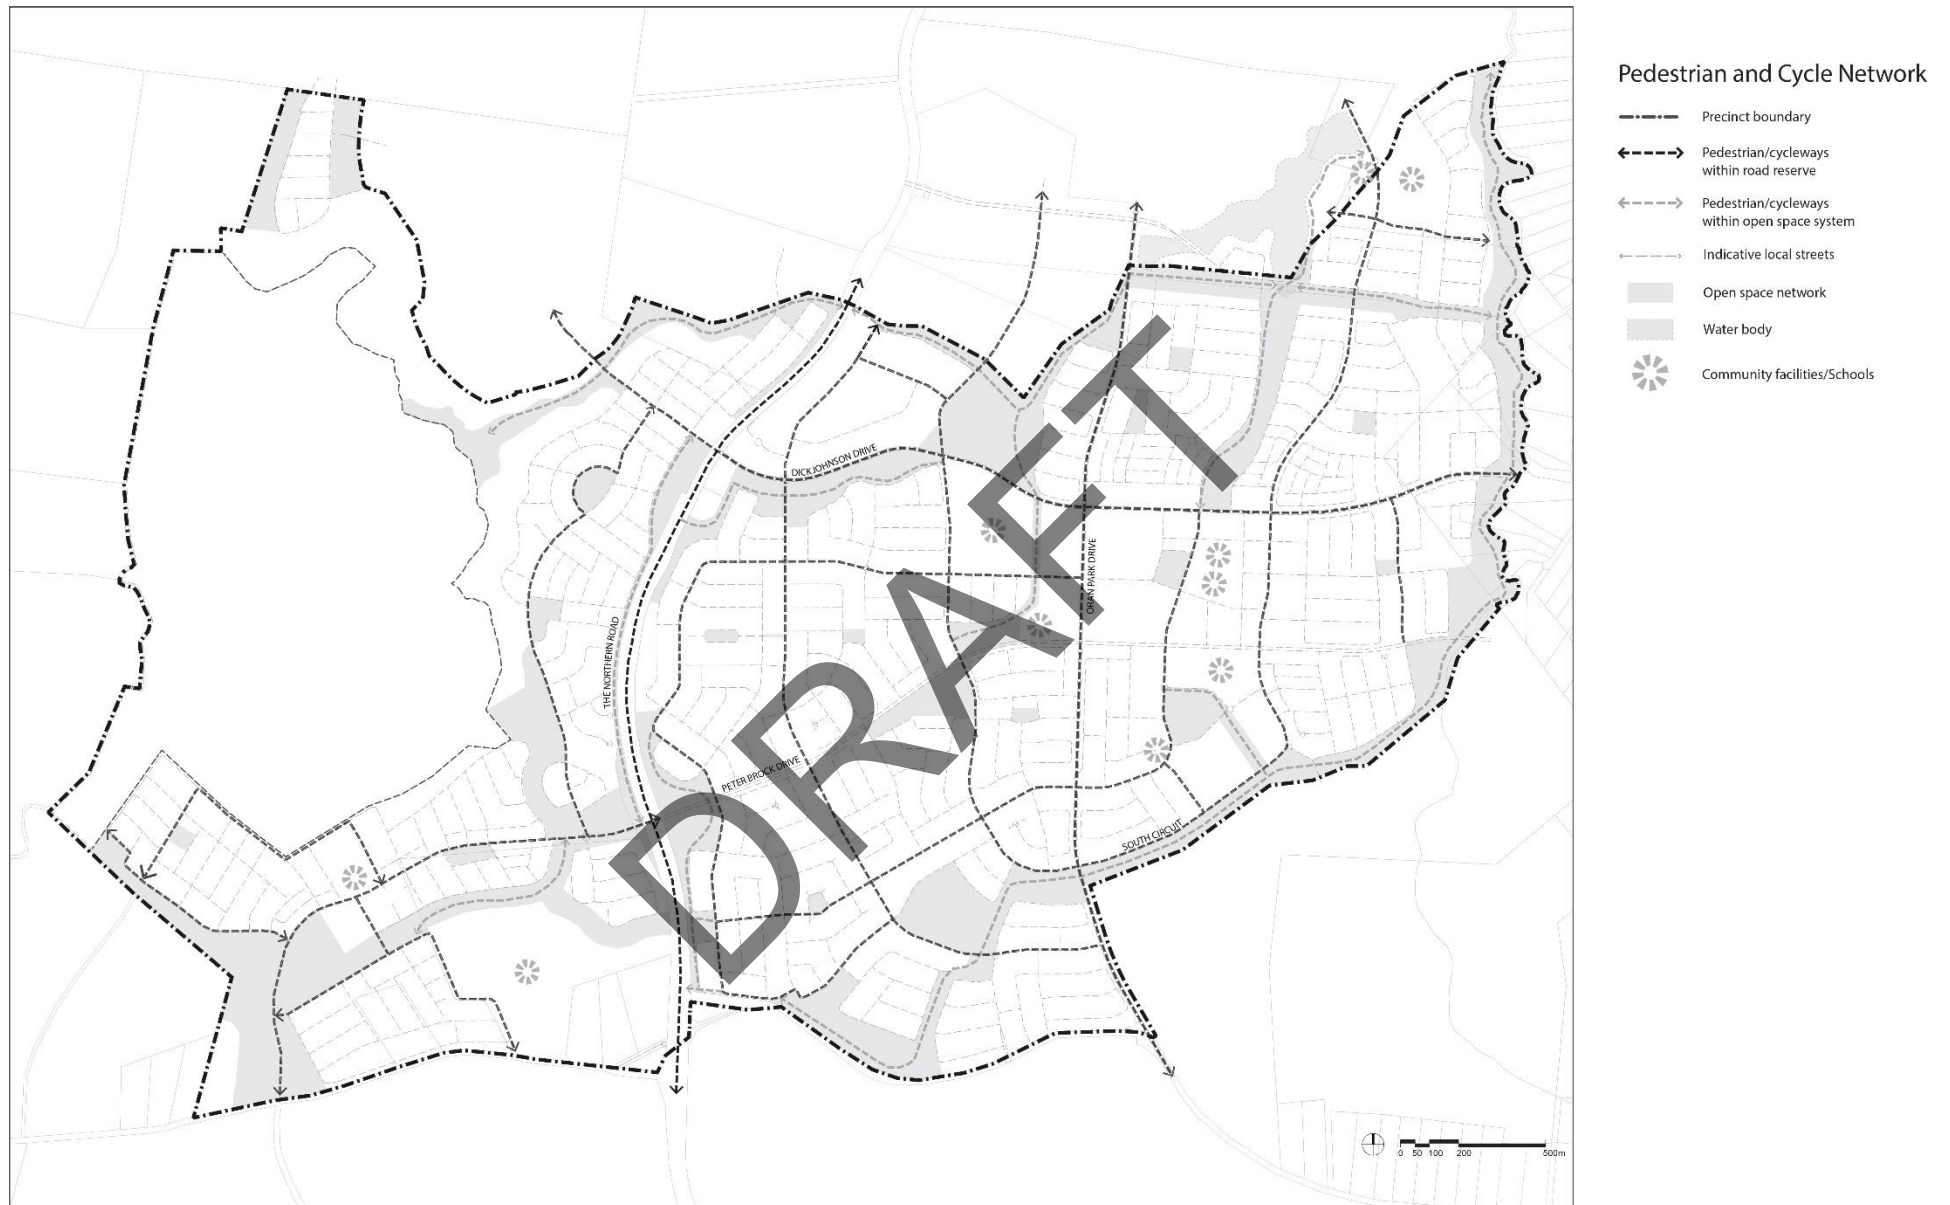 Pedestrian and Cycle Network
Precinct boundary
Pedestrian/cycleways
within road reserve
Pedestrian/cycleways
within open space system
Indicative local streets
Open space network
Water body
Community facilities/Schools
DICK JOHNSON DRIVE
ORAN PARK DRIVE
THE NORTHERN ROAD
PETER BROCK DRIVE
SOUTH CIRCUIT
DRAFT
0 50 100 200 500m